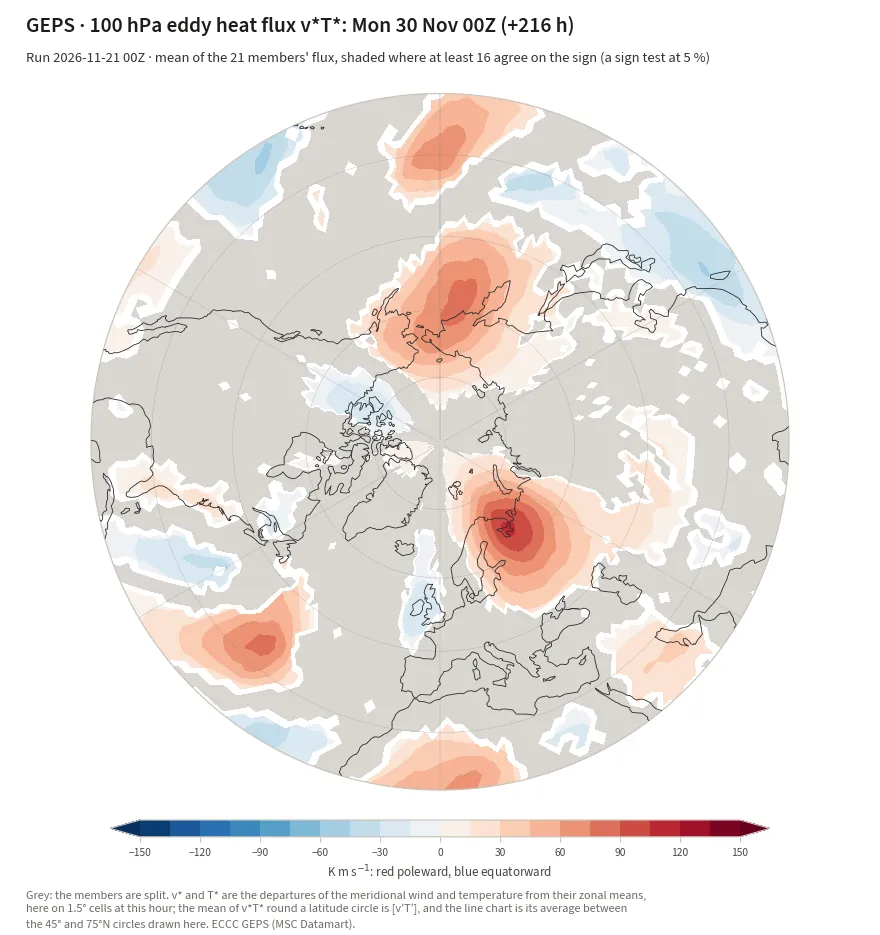 GEPS · 100 hPa eddy heat flux v*T*: Mon 30 Nov 00Z (+216 h)
Run 2026-11-21 00Z · mean of the 21 members' flux, shaded where at least 16 agree on the sign (a sign test at 5 %)
−150 −120 −90 −60 −30 0 30 60 90 120 150
K m s⁻¹: red poleward, blue equatorward
Grey: the members are split. v* and T* are the departures of the meridional wind and temperature from their zonal means,
here on 1.5° cells at this hour; the mean of v*T* round a latitude circle is [v'T'], and the line chart is its average between
the 45° and 75°N circles drawn here. ECCC GEPS (MSC Datamart).